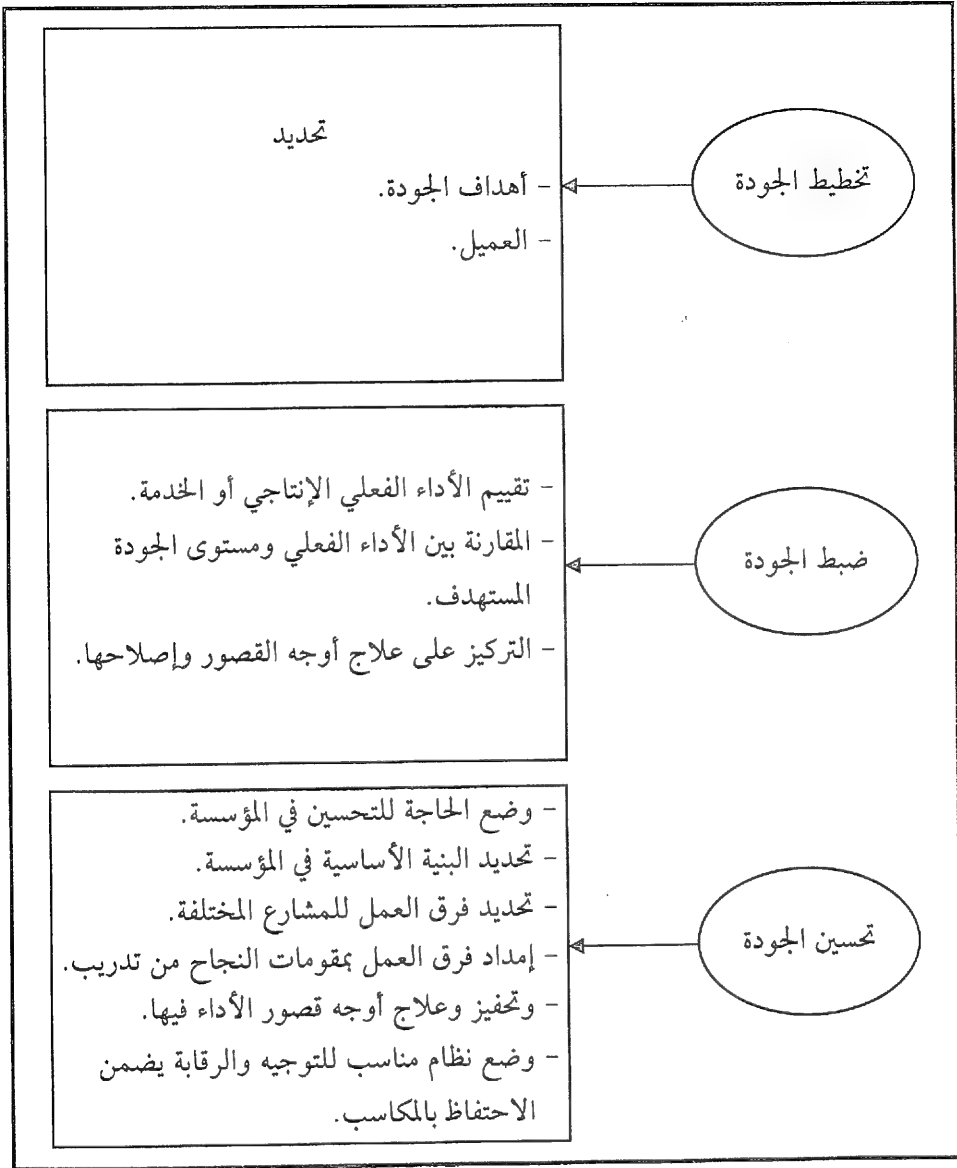 تخطيط الجودة
تحديد
- أهداف الجودة.
- العميل.
ضبط الجودة
- تقييم الأداء الفعلي الإنتاجي أو الخدمة.
- المقارنة بين الأداء الفعلي ومستوى الجودة
المستهدف.
- التركيز على علاج أوجه القصور وإصلاحها.
تحسين الجودة
- وضع الحاجة للتحسين في المؤسسة.
- تحديد البنية الأساسية في المؤسسة.
- تحديد فرق العمل للمشارع المختلفة.
- إمداد فرق العمل بمقومات النجاح من تدريب.
- وتحفيز وعلاج أوجه قصور الأداء فيها.
- وضع نظام مناسب للتوجيه والرقابة يضمن
الاحتفاظ بالمكاسب.